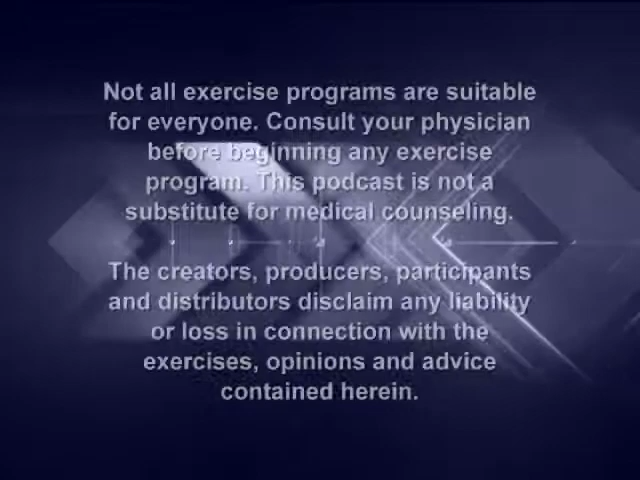 Not all exercise programs are suitable
for everyone. Consult your physician
before beginning any exercise
program. This podcast is not a
substitute for medical counseling.
The creators, producers, participants
and distributors disclaim any liability
or loss in connection with the
exercises, opinions and advice
contained herein.